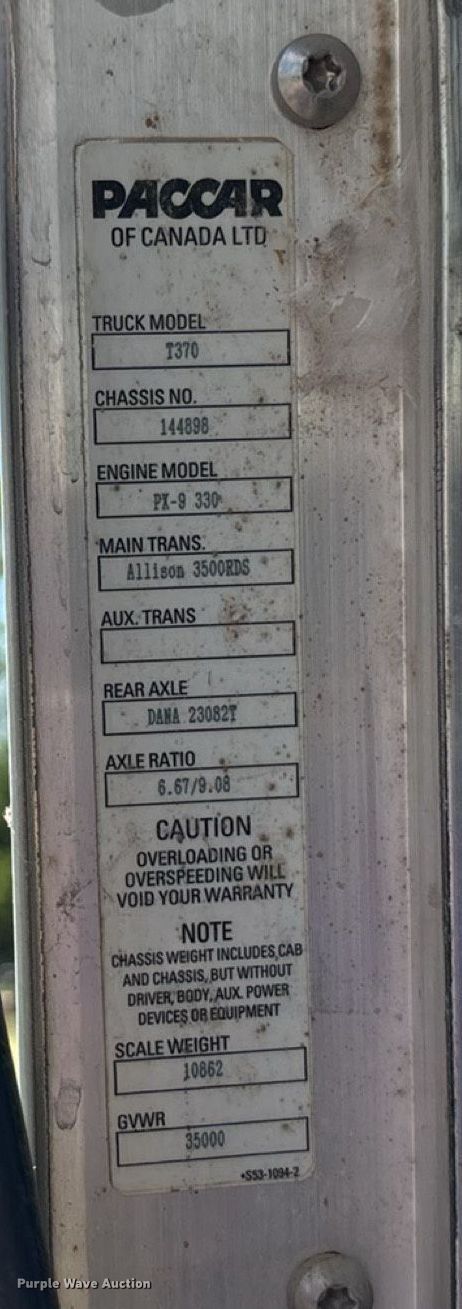 PACCAR
OF CANADA LTD
TRUCK MODEL
T370
CHASSIS NO.
144898
ENGINE MODEL
PX-9 330
MAIN TRANS.
Allison 3500RDS
AUX. TRANS
REAR AXLE
DANA 23082T
AXLE RATIO
6.67/9.08
CAUTION
OVERLOADING OR
OVERSPEEDING WILL
VOID YOUR WARRANTY
NOTE
CHASSIS WEIGHT INCLUDES, CAB
AND CHASSIS, BUT WITHOUT
DRIVER, BODY, AUX. POWER
DEVICES OR EQUIPMENT
SCALE WEIGHT
10862
GVWR
35000
+S53-1094-2
Purple Wave Auction